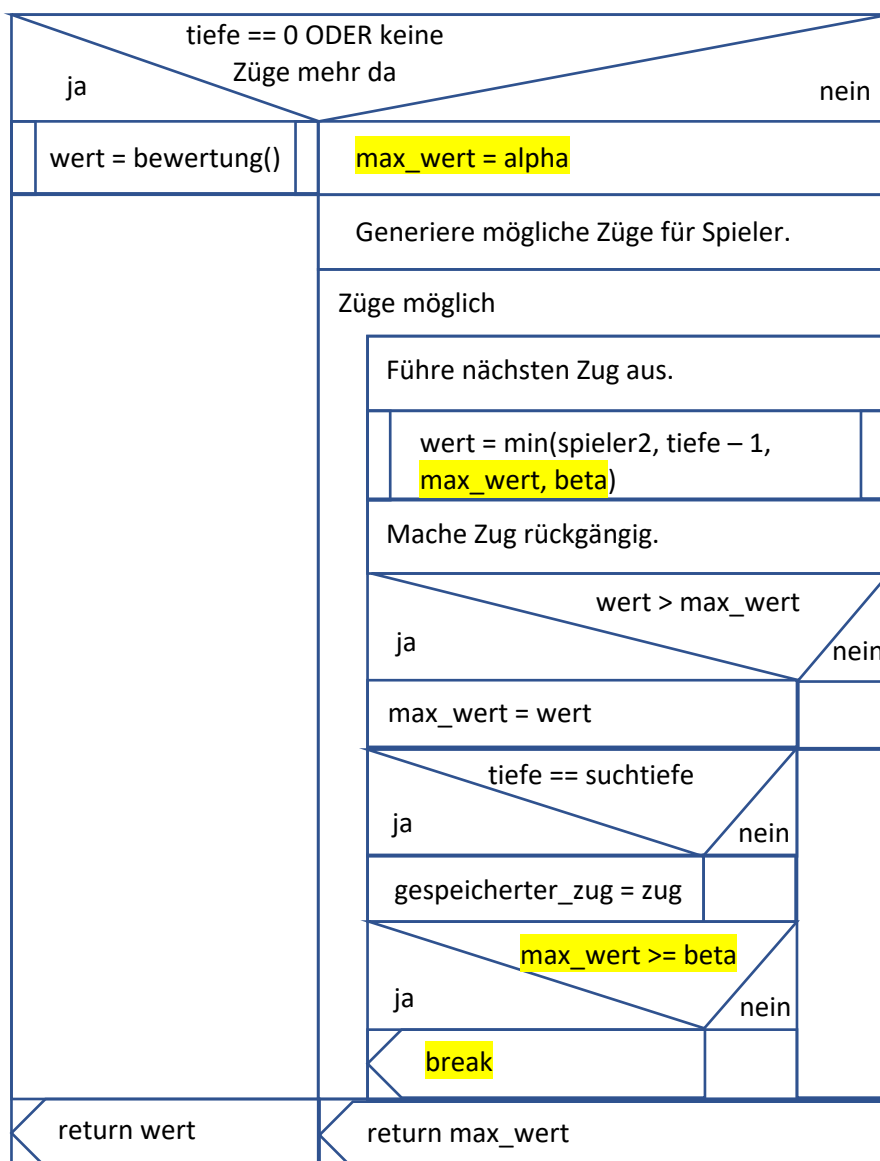 tiefe == 0 ODER keine
Züge mehr da
ja
nein
wert = bewertung()
max_wert = alpha
Generiere mögliche Züge für Spieler.
Züge möglich
Führe nächsten Zug aus.
wert = min(spieler2, tiefe – 1,
max_wert, beta)
Mache Zug rückgängig.
wert > max_wert
ja
nein
max_wert = wert
tiefe == suchtiefe
ja
nein
gespeicherter_zug = zug
max_wert >= beta
ja
nein
break
return wert
return max_wert